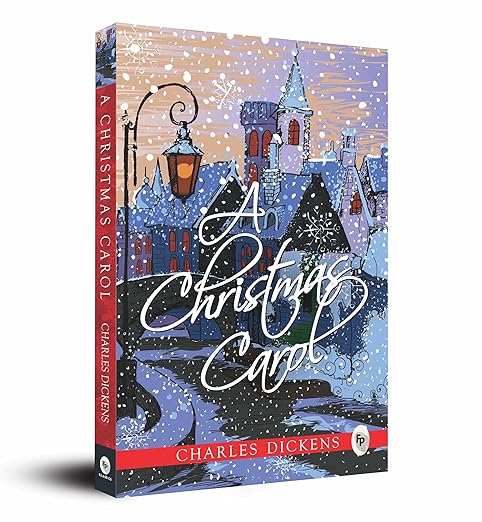 A CHRISTMAS CAROL
CHARLES DICKENS
A
Christmas
Carol
CHARLES DICKENS
FP